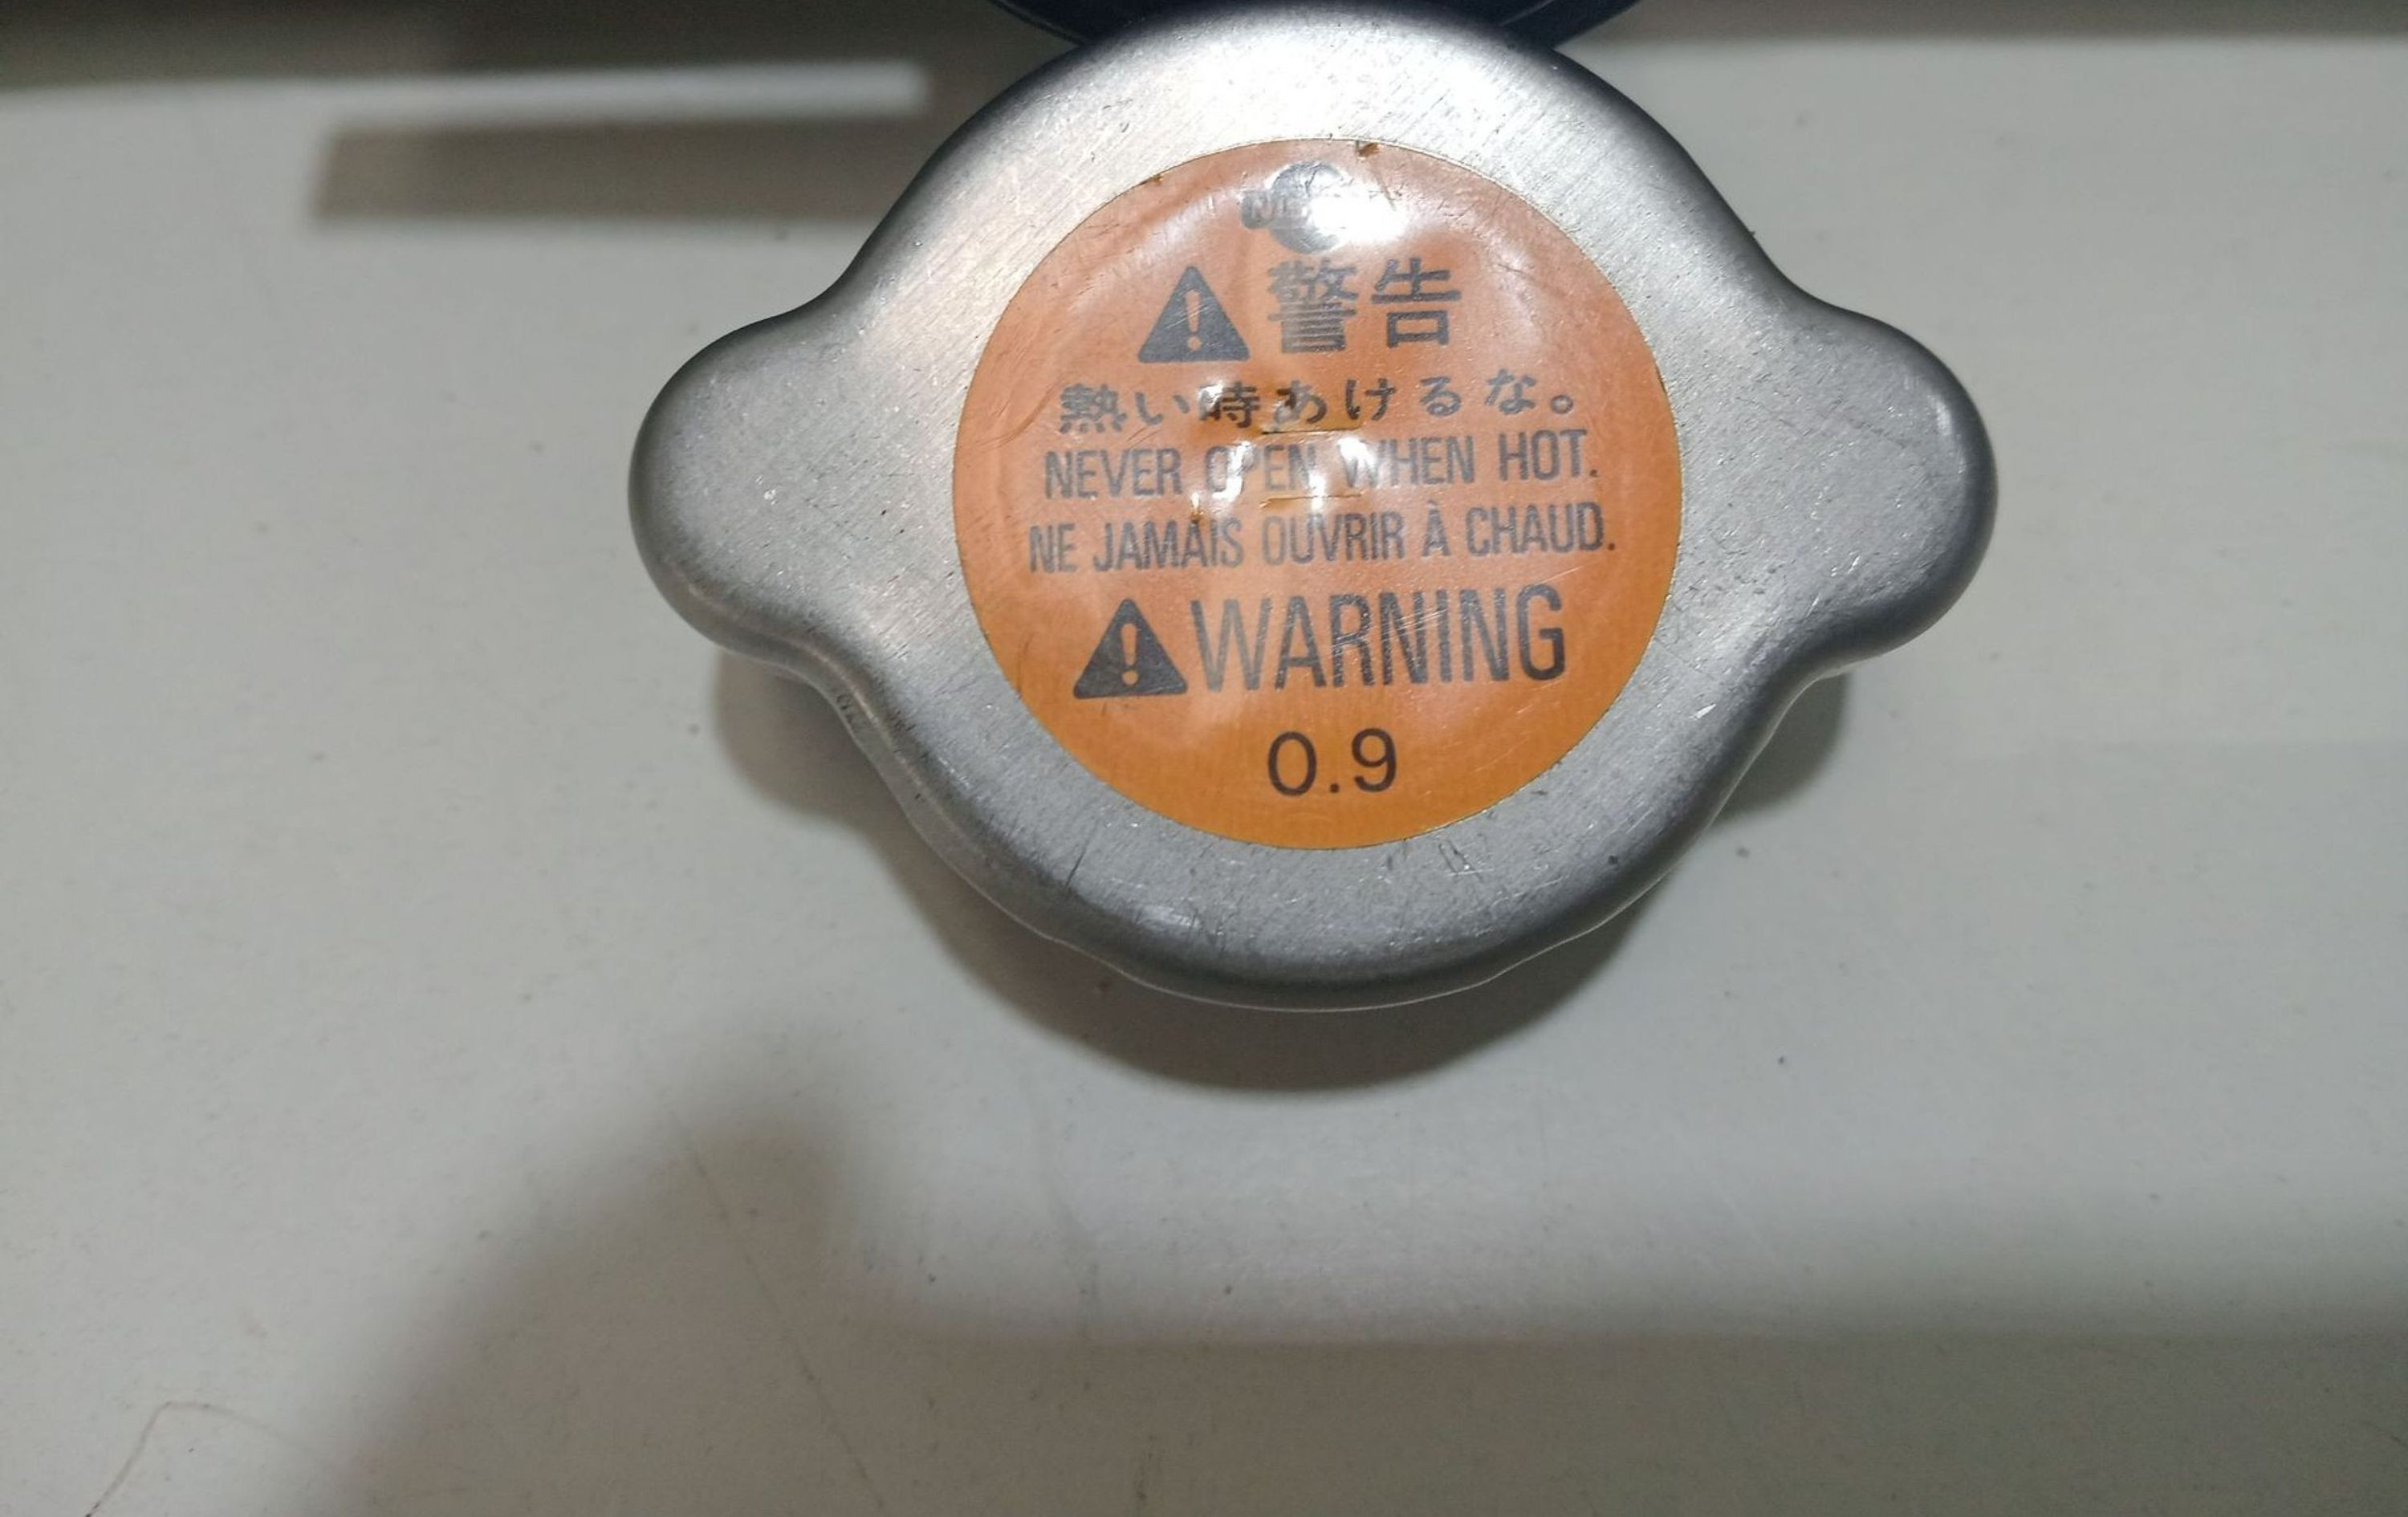 警告
熱い時あけるな。
NEVER OPEN WHEN HOT.
NE JAMAIS OUVRIR À CHAUD.
WARNING
0.9